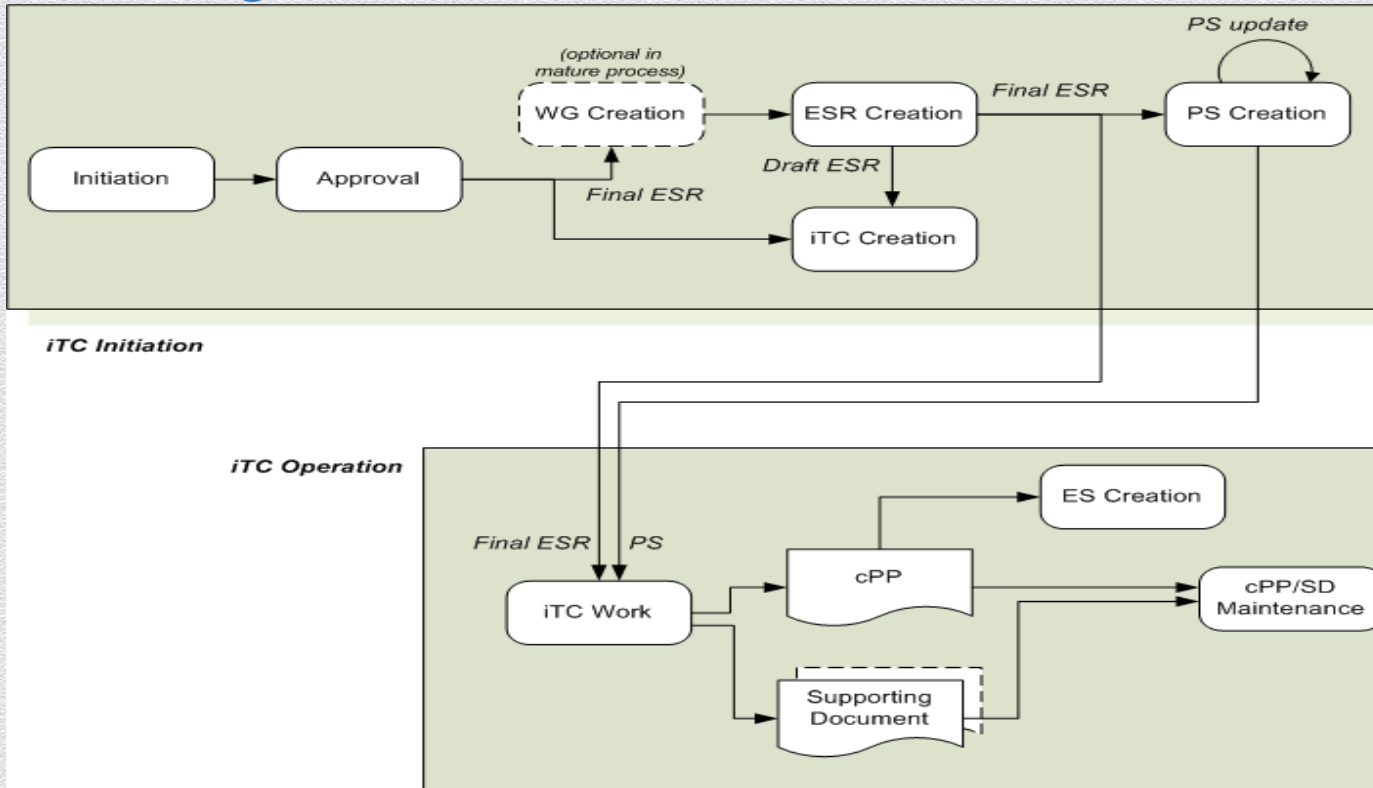 PS update
(optional in
mature process)
WG Creation
ESR Creation
Final ESR
PS Creation
Initiation
Approval
Final ESR
Draft ESR
iTC Creation
iTC Initiation
iTC Operation
ES Creation
Final ESR
PS
cPP
iTC Work
cPP/SD
Maintenance
Supporting
Document